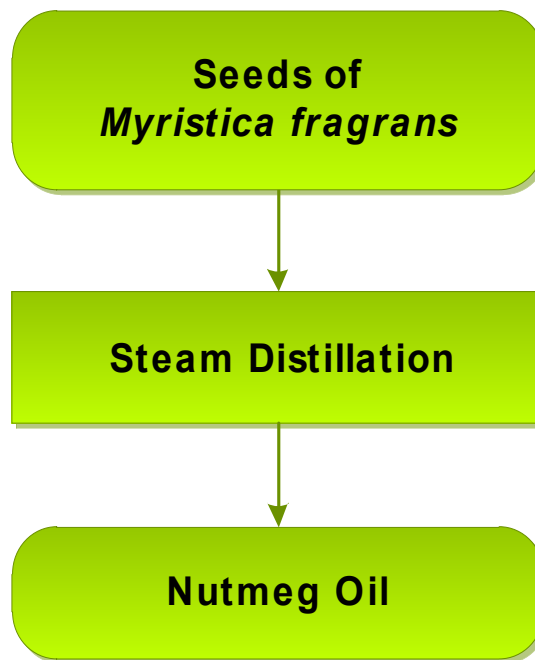 Seeds of
Myristica fragrans
Steam Distillation
Nutmeg Oil